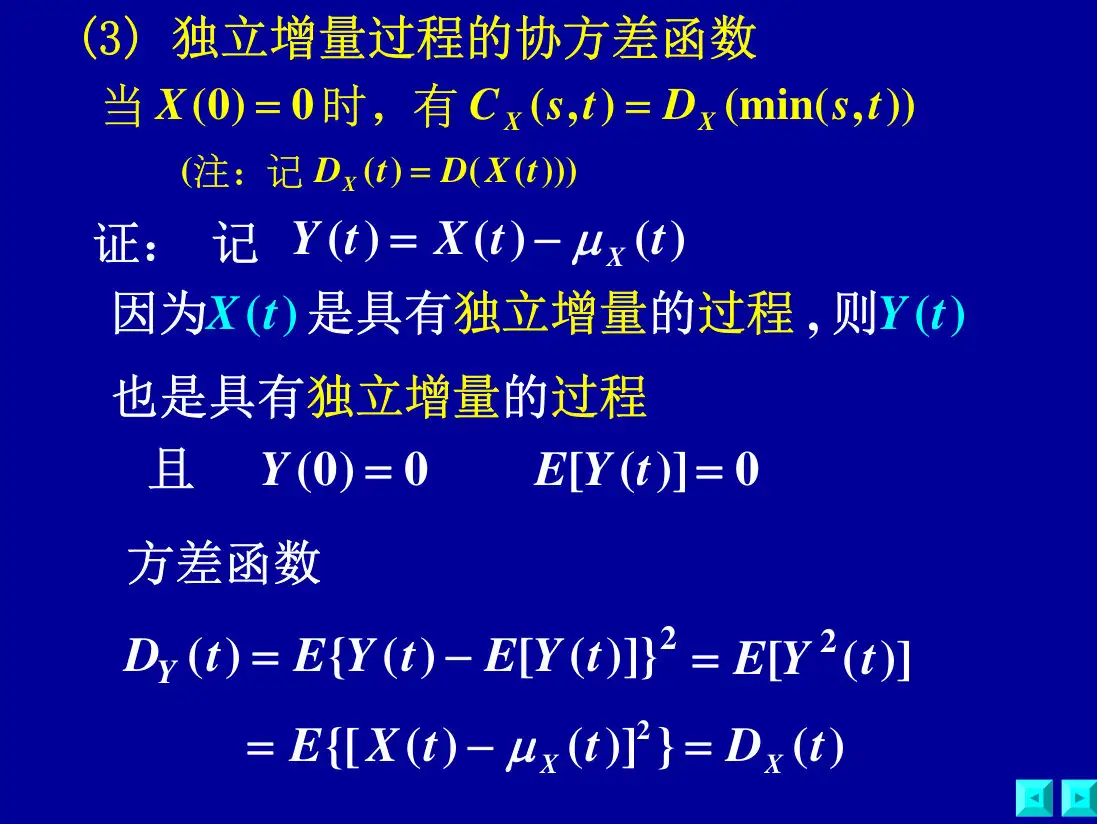 (3) 独立增量过程的协方差函数
当 X(0) = 0 时，有 C_X(s,t) = D_X(min(s,t))
(注：记 D_X(t) = D(X(t)))
证： 记 Y(t) = X(t) − μ_X(t)
因为X(t) 是具有独立增量的过程 , 则Y(t)
也是具有独立增量的过程
且 Y(0) = 0 E[Y(t)] = 0
方差函数
D_Y(t) = E{Y(t) − E[Y(t)]}² = E[Y²(t)]
= E{[X(t) − μ_X(t)]²} = D_X(t)